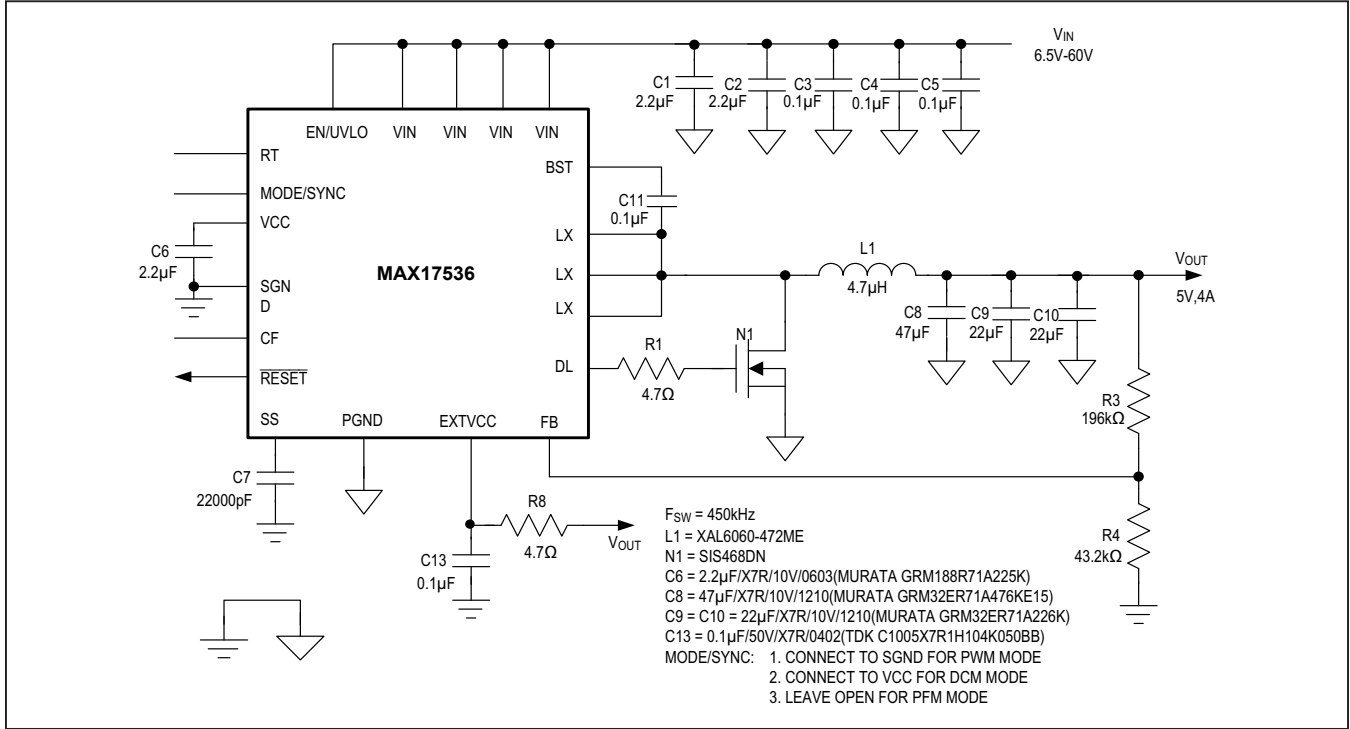 VIN
6.5V-60V
C1
2.2µF
C2
2.2µF
C3
0.1µF
C4
0.1µF
C5
0.1µF
EN/UVLO VIN VIN VIN VIN
RT
MODE/SYNC
VCC
SGN
D
CF
RESET
SS
PGND
EXTVCC
FB
BST
LX
LX
LX
DL
MAX17536
C6
2.2µF
C11
0.1µF
L1
4.7µH
VOUT
5V,4A
C8
47µF
C9
22µF
C10
22µF
N1
R1
4.7Ω
R3
196kΩ
R4
43.2kΩ
C7
22000pF
R8
4.7Ω
VOUT
C13
0.1µF
FSW = 450kHz
L1 = XAL6060-472ME
N1 = SIS468DN
C6 = 2.2µF/X7R/10V/0603(MURATA GRM188R71A225K)
C8 = 47µF/X7R/10V/1210(MURATA GRM32ER71A476KE15)
C9 = C10 = 22µF/X7R/10V/1210(MURATA GRM32ER71A226K)
C13 = 0.1µF/50V/X7R/0402(TDK C1005X7R1H104K050BB)
MODE/SYNC: 1. CONNECT TO SGND FOR PWM MODE
2. CONNECT TO VCC FOR DCM MODE
3. LEAVE OPEN FOR PFM MODE